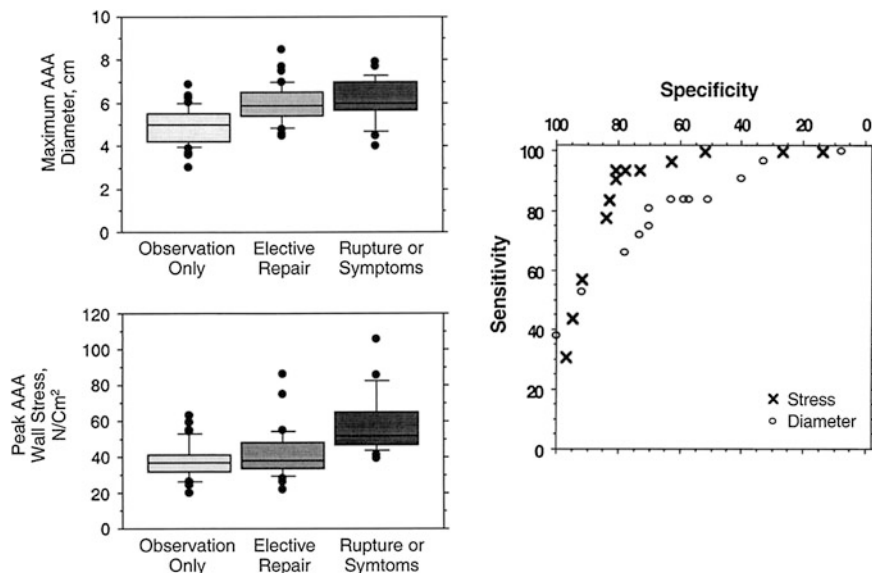 Maximum AAA
Diameter, cm
10
8
6
4
2
0
Observation
Only
Elective
Repair
Rupture or
Symptoms
Peak AAA
Wall Stress,
N/Cm²
120
100
80
60
40
20
0
Observation
Only
Elective
Repair
Rupture or
Symtoms
Specificity
100 80 60 40 20 0
Sensitivity
100
80
60
40
20
0
Stress
Diameter